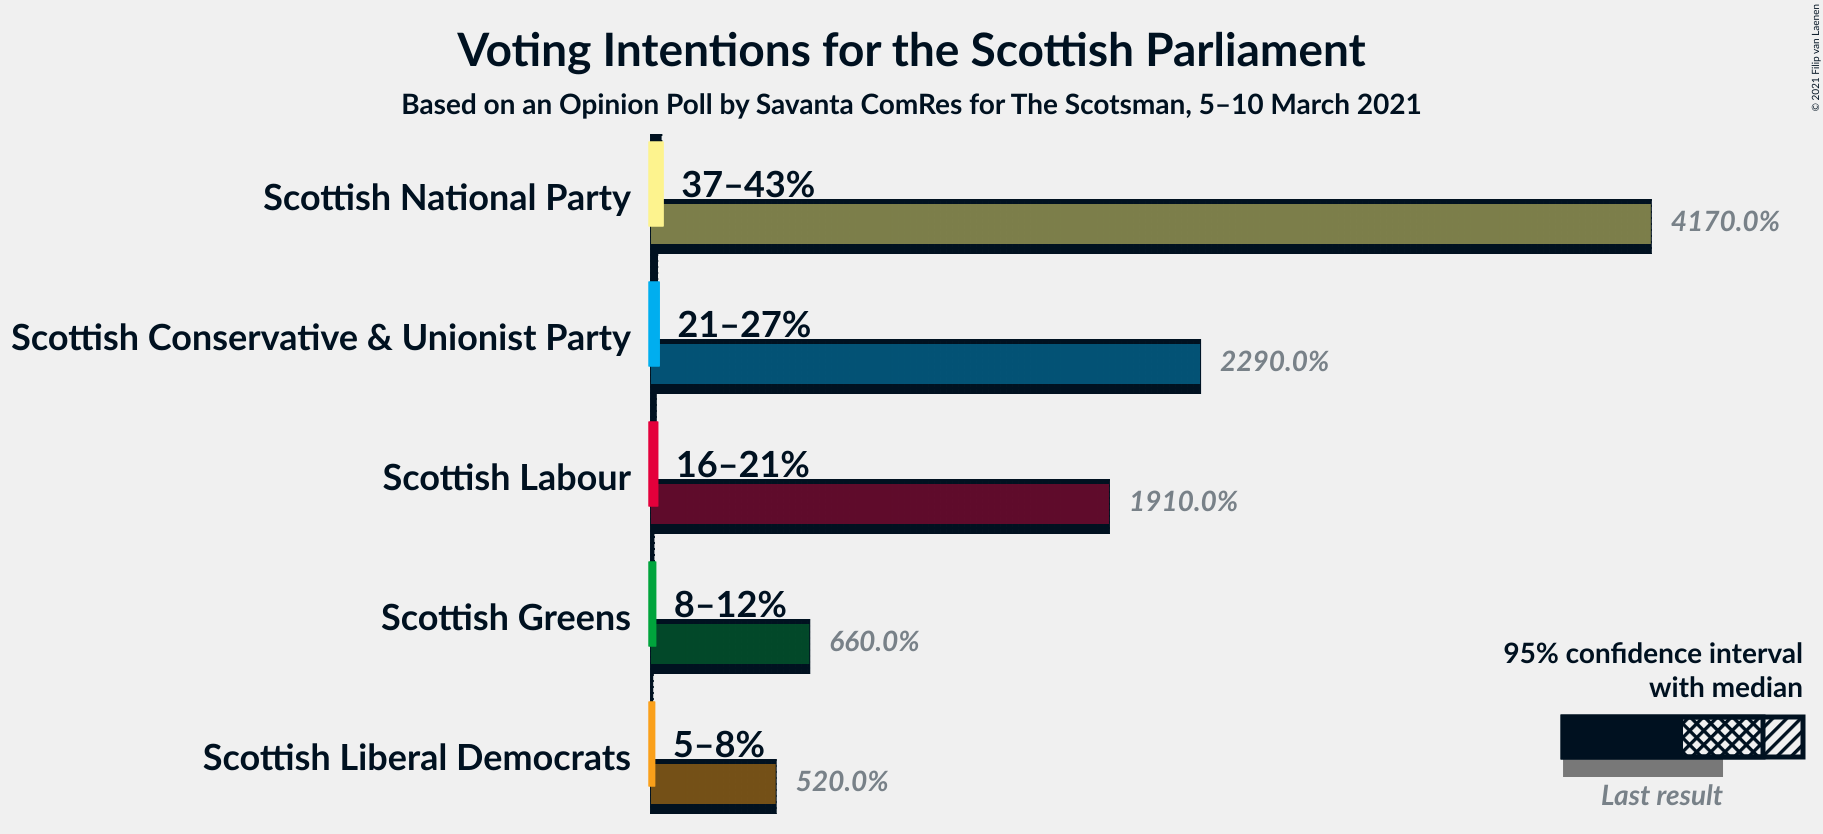 Voting Intentions for the Scottish Parliament
Based on an Opinion Poll by Savanta ComRes for The Scotsman, 5–10 March 2021
© 2021 Filip van Laenen
Scottish National Party
37–43%
4170.0%
Scottish Conservative & Unionist Party
21–27%
2290.0%
Scottish Labour
16–21%
1910.0%
Scottish Greens
8–12%
660.0%
Scottish Liberal Democrats
5–8%
520.0%
95% confidence interval
with median
Last result